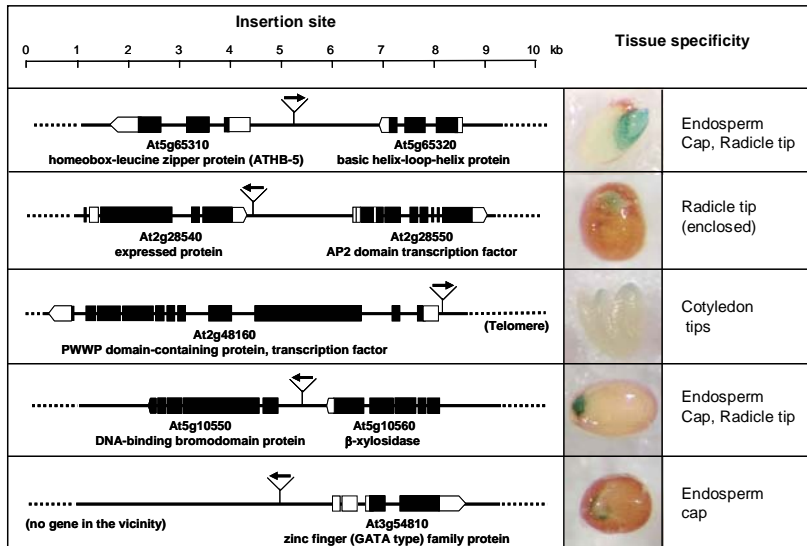 Insertion site
Tissue specificity
0 1 2 3 4 5 6 7 8 9 10 kb
At5g65310
homeobox-leucine zipper protein (ATHB-5)
At5g65320
basic helix-loop-helix protein
Endosperm
Cap, Radicle tip
At2g28540
expressed protein
At2g28550
AP2 domain transcription factor
Radicle tip
(enclosed)
(Telomere)
At2g48160
PWWP domain-containing protein, transcription factor
Cotyledon
tips
At5g10550
DNA-binding bromodomain protein
At5g10560
β-xylosidase
Endosperm
Cap, Radicle tip
(no gene in the vicinity)
At3g54810
zinc finger (GATA type) family protein
Endosperm
cap